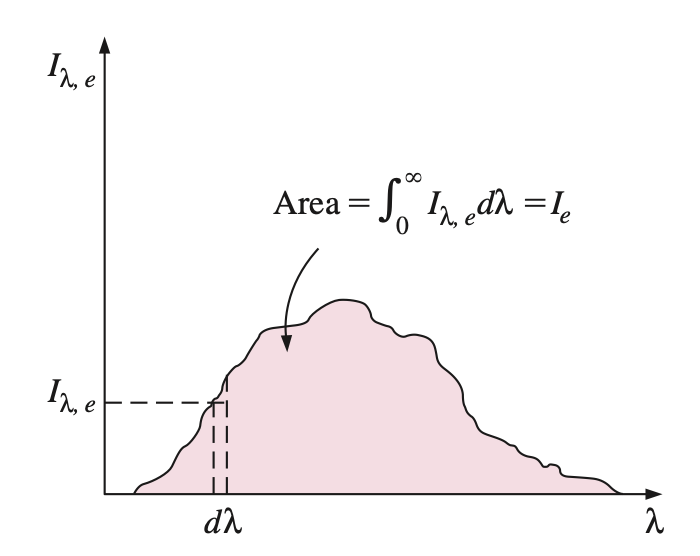 I_{λ, e}
Area = ∫_0^∞ I_{λ, e} dλ = I_e
I_{λ, e}
dλ
λ